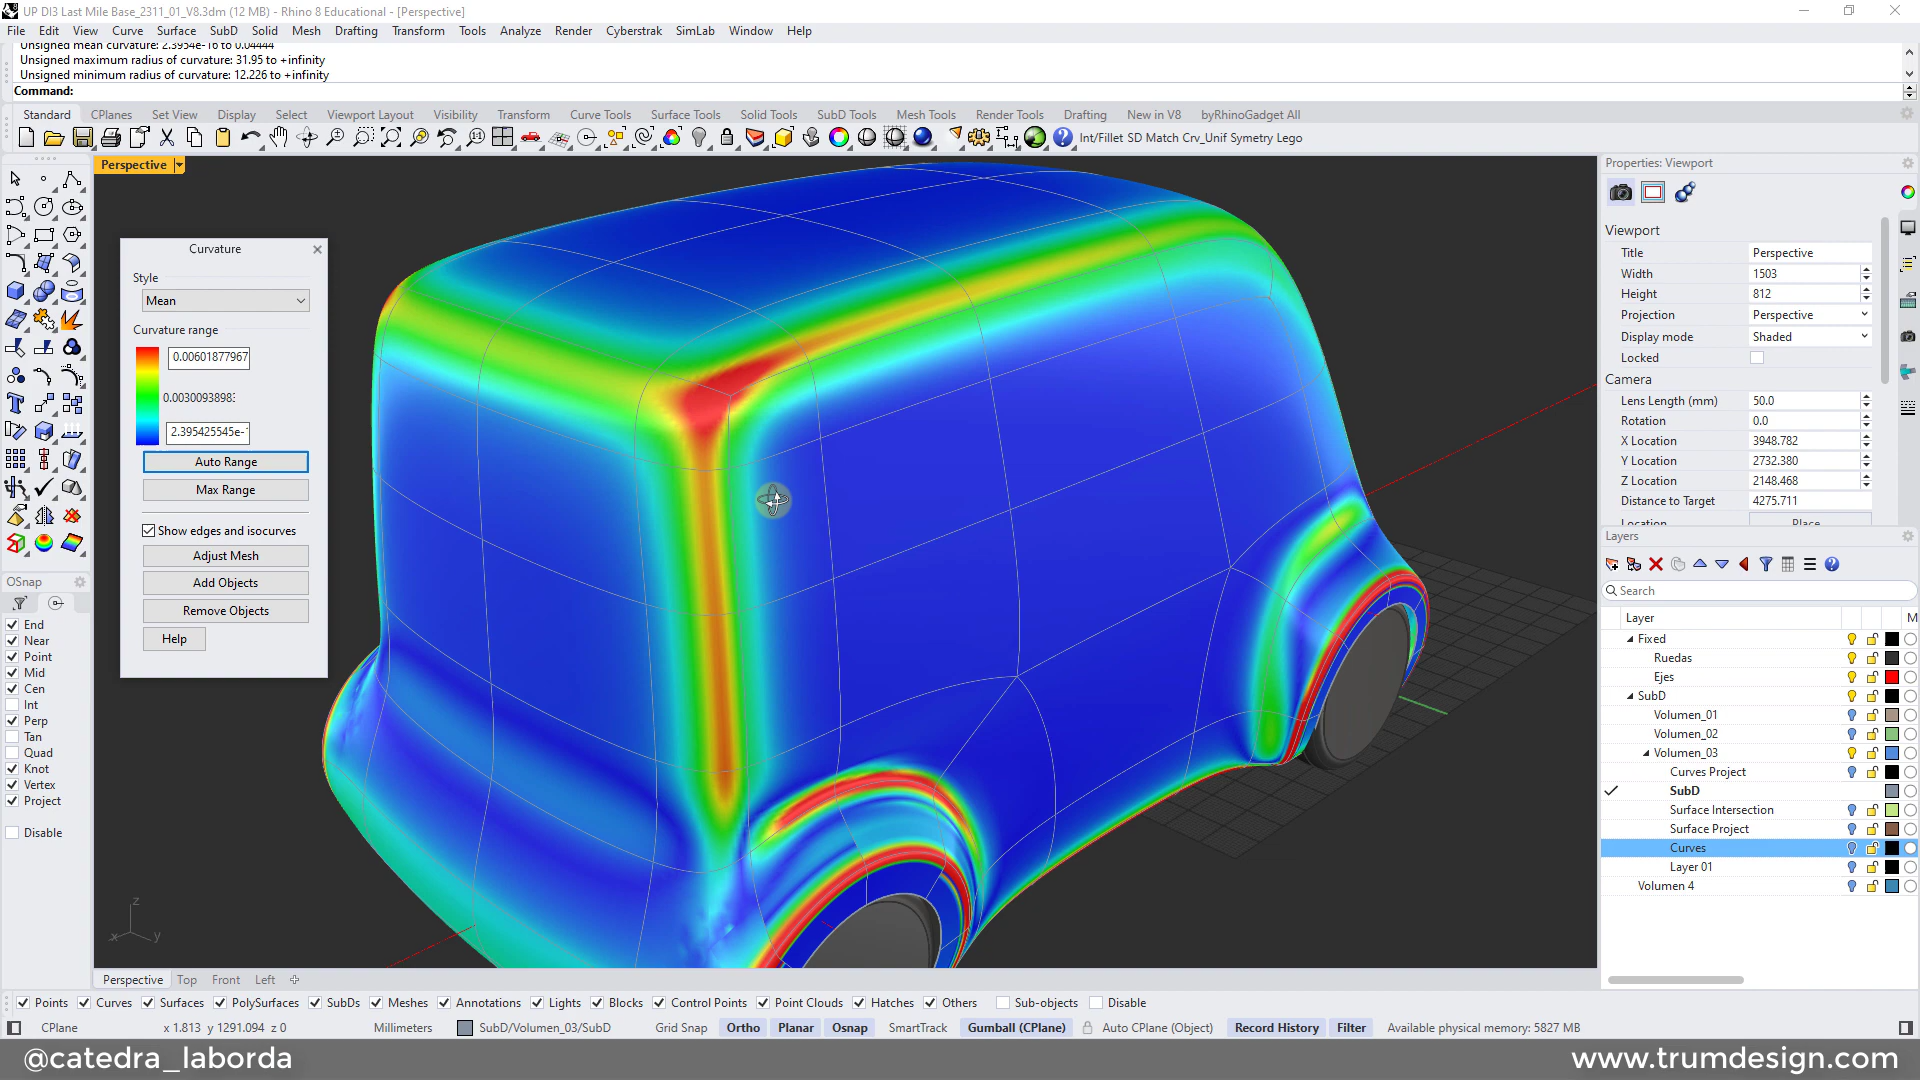 UP DI3 Last Mile Base_2311_01_V8.3dm (12 MB) - Rhino 8 Educational - [Perspective]
File Edit View Curve Surface SubD Solid Mesh Drafting Transform Tools Analyze Render Cyberstrak SimLab Window Help
Unsigned mean curvature: 2.3954e-16 to 0.04444
Unsigned maximum radius of curvature: 31.95 to +infinity
Unsigned minimum radius of curvature: 12.226 to +infinity
Command:
Standard CPlanes Set View Display Select Viewport Layout Visibility Transform Curve Tools Surface Tools Solid Tools SubD Tools Mesh Tools Render Tools Drafting New in V8 byRhinoGadget All
Int/Fillet SD Match Crv_Unif Symetry Lego
Perspective
Curvature
Style
Mean
Curvature range
0.00601877967
0.0030093898
2.395425545e-
Auto Range
Max Range
Show edges and isocurves
Adjust Mesh
Add Objects
Remove Objects
Help
OSnap
End
Near
Point
Mid
Cen
Int
Perp
Tan
Quad
Knot
Vertex
Project
Disable
z
x y
Properties: Viewport
Viewport
Title Perspective
Width 1503
Height 812
Projection Perspective
Display mode Shaded
Locked
Camera
Lens Length (mm) 50.0
Rotation 0.0
X Location 3948.782
Y Location 2732.380
Z Location 2148.468
Distance to Target 4275.711
Location Place
Layers
Search
Layer M
Fixed
Ruedas
Ejes
SubD
Volumen_01
Volumen_02
Volumen_03
Curves Project
SubD
Surface Intersection
Surface Project
Curves
Layer 01
Volumen 4
Perspective Top Front Left
Points Curves Surfaces PolySurfaces SubDs Meshes Annotations Lights Blocks Control Points Point Clouds Hatches Others Sub-objects Disable
CPlane x 1.813 y 1291.094 z 0 Millimeters SubD/Volumen_03/SubD Grid Snap Ortho Planar Osnap SmartTrack Gumball (CPlane) Auto CPlane (Object) Record History Filter Available physical memory: 5827 MB
@catedra_laborda www.trumdesign.com